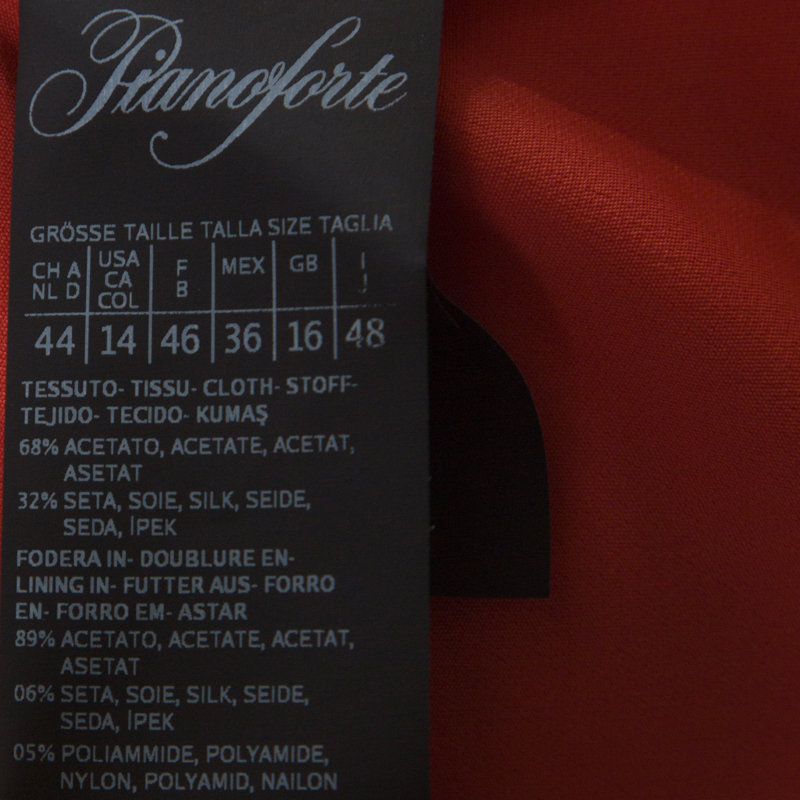 Pianoforte
GRÖSSE TAILLE TALLA SIZE TAGLIA
CH A NL D USA CA COL F B MEX GB I J
44 14 46 36 16 48
TESSUTO- TISSU- CLOTH- STOFF-
TEJIDO- TECIDO- KUMAŞ
68% ACETATO, ACETATE, ACETAT,
ASETAT
32% SETA, SOIE, SILK, SEIDE,
SEDA, İPEK
FODERA IN- DOUBLURE EN-
LINING IN- FUTTER AUS- FORRO
EN- FORRO EM- ASTAR
89% ACETATO, ACETATE, ACETAT,
ASETAT
06% SETA, SOIE, SILK, SEIDE,
SEDA, İPEK
05% POLIAMMIDE, POLYAMIDE,
NYLON, POLYAMID, NAILON